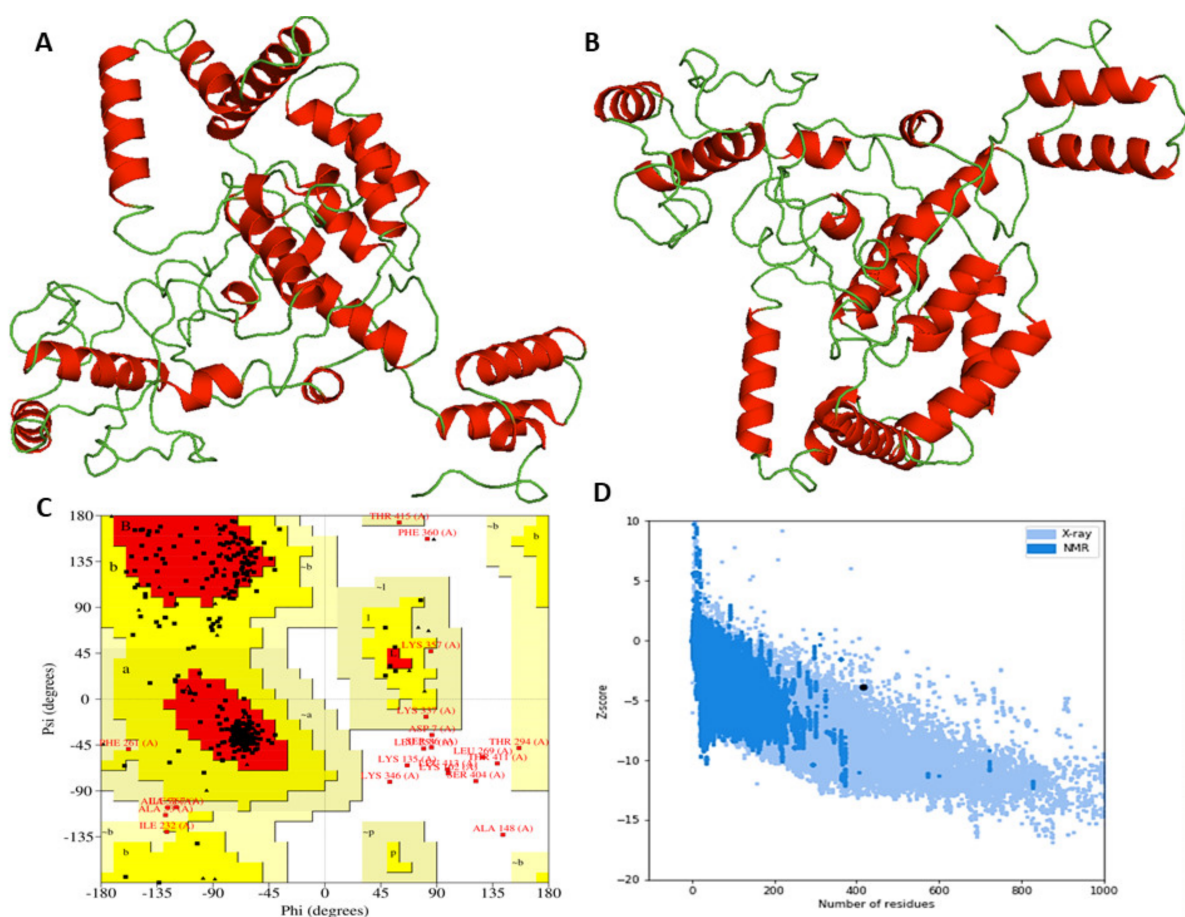 A
B
C
D
180
135
90
45
0
-45
-90
-135
-180
-135
-90
-45
0
45
90
135
180
Psi (degrees)
Phi (degrees)
B
b
~b
~b
b
a
~a
~l
l
~b
b
~p
p
~b
THR 415 (A)
PHE 360 (A)
LYS 357 (A)
LYS 337 (A)
ASP 7 (A)
PHE 261 (A)
THR 294 (A)
LEU 269 (A)
LYS 135
THR 411 (A)
LYS 346 (A)
SER 404 (A)
ILE 232 (A)
ALA 148 (A)
10
5
0
−5
−10
−15
−20
0
200
400
600
800
1000
Z-score
Number of residues
X-ray
NMR